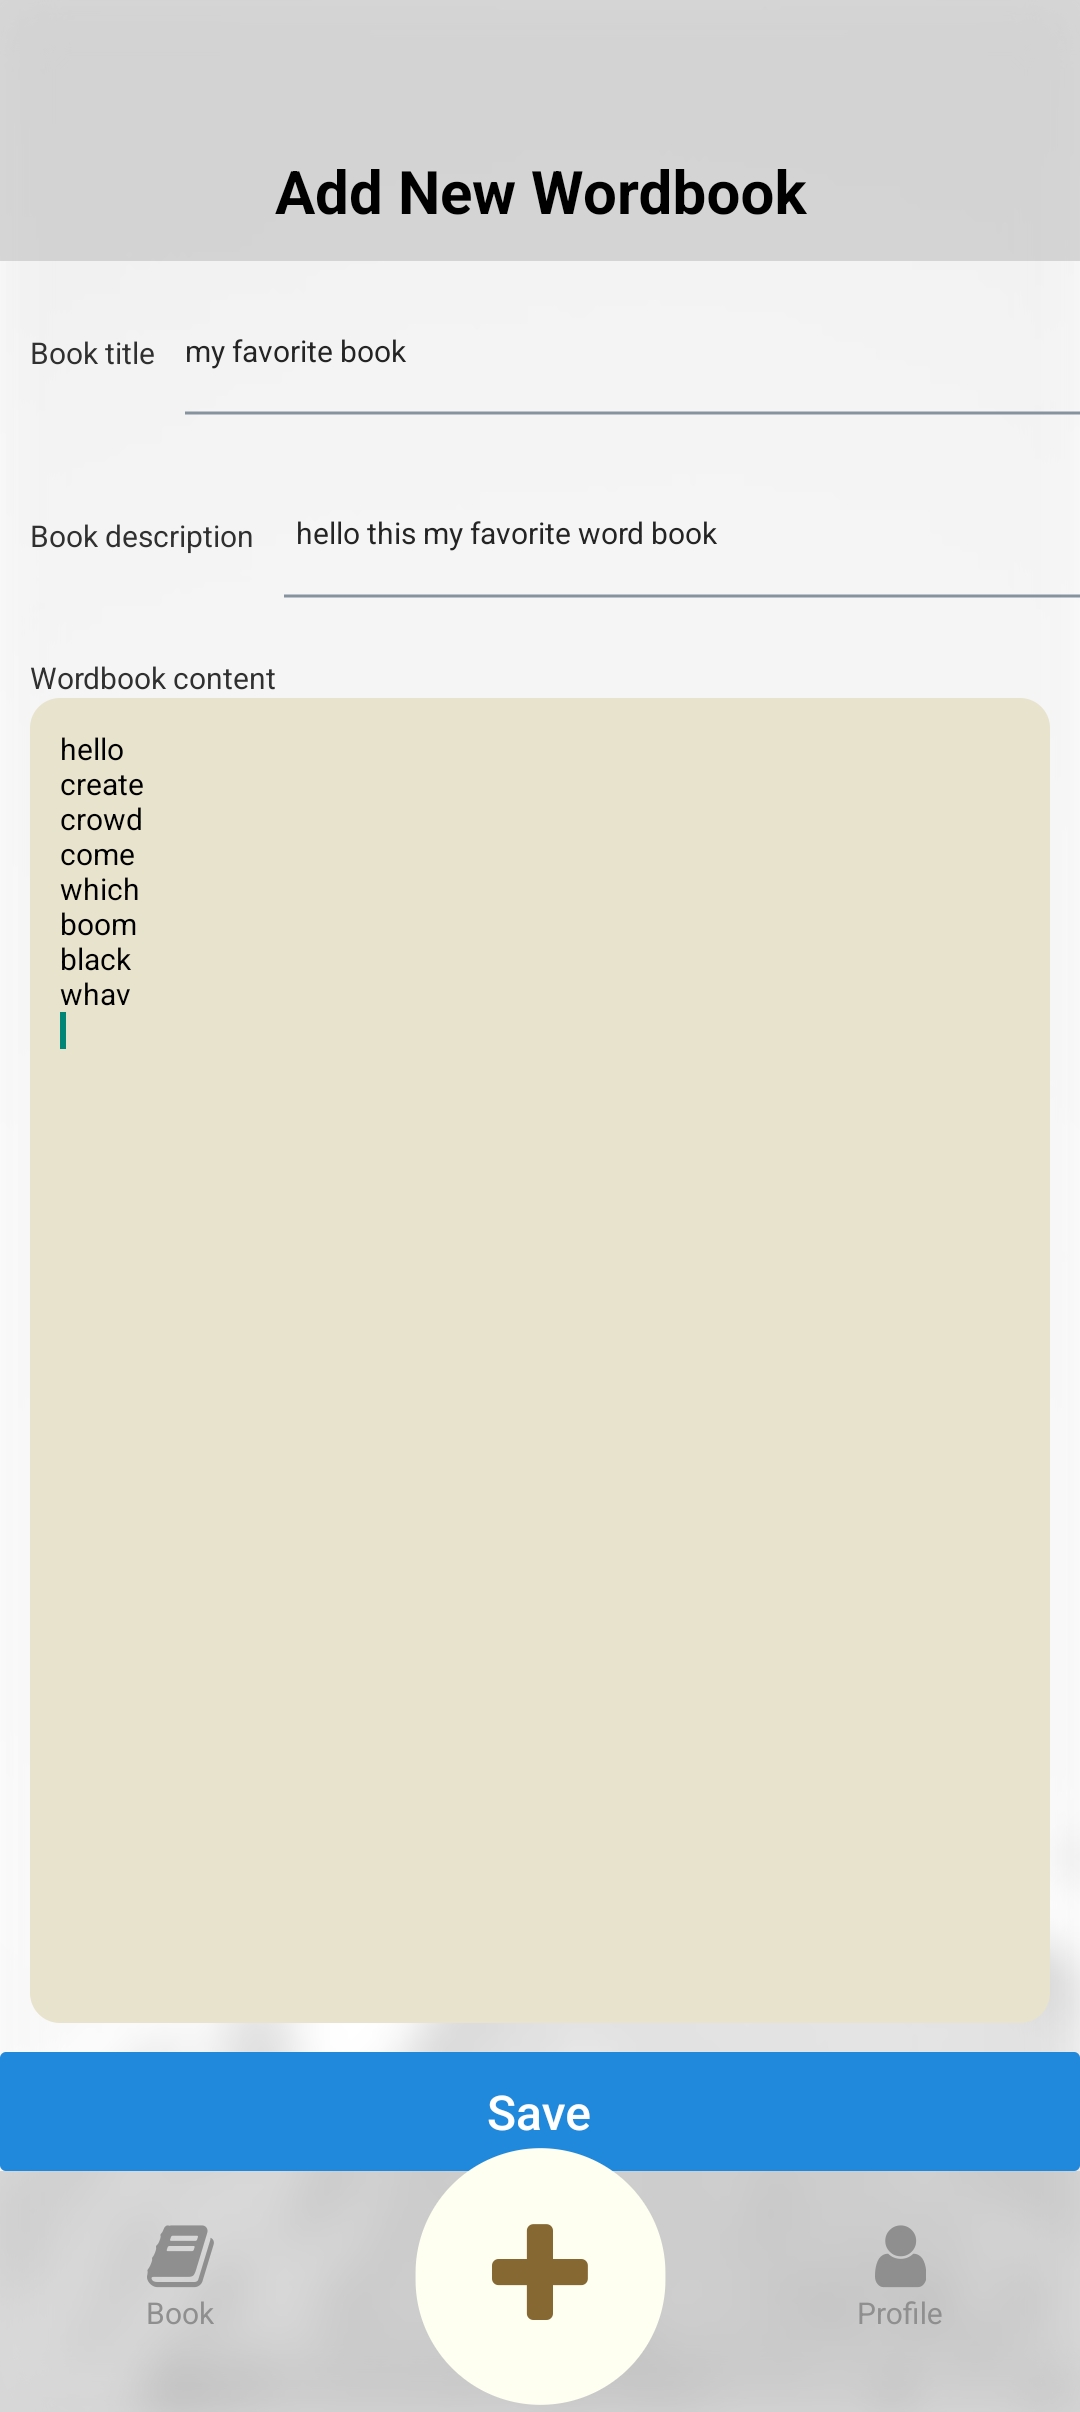 Add New Wordbook
Book title my favorite book
Book description hello this my favorite word book
Wordbook content
hello
create
crowd
come
which
boom
black
whav
Save
Book
Profile